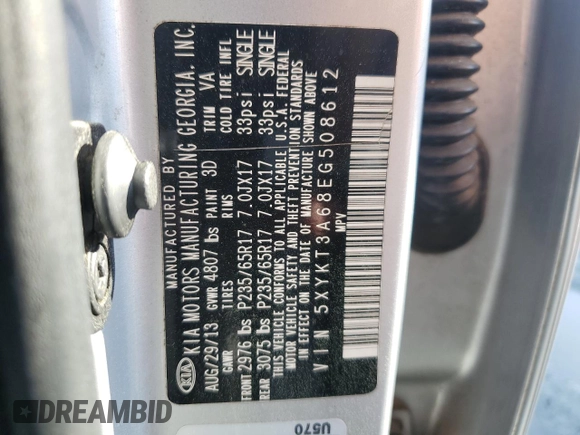 KIA
MANUFACTURED BY
KIA MOTORS MANUFACTURING GEORGIA, INC.
AUG/29/13 GVWR 4807 lbs PAINT 3D TRIM VA
GAWR TIRES RIMS COLD TIRE INFL
FRONT 2976 lbs P235/65R17 7.0JX17 33psi SINGLE
REAR 3075 lbs P235/65R17 7.0JX17 33psi SINGLE
THIS VEHICLE CONFORMS TO ALL APPLICABLE U.S.A. FEDERAL
MOTOR VEHICLE SAFETY AND THEFT PREVENTION STANDARDS
IN EFFECT ON THE DATE OF MANUFACTURE SHOWN ABOVE
VIN 5XYKT3A68EG508612
MPV
U570
DREAMBID